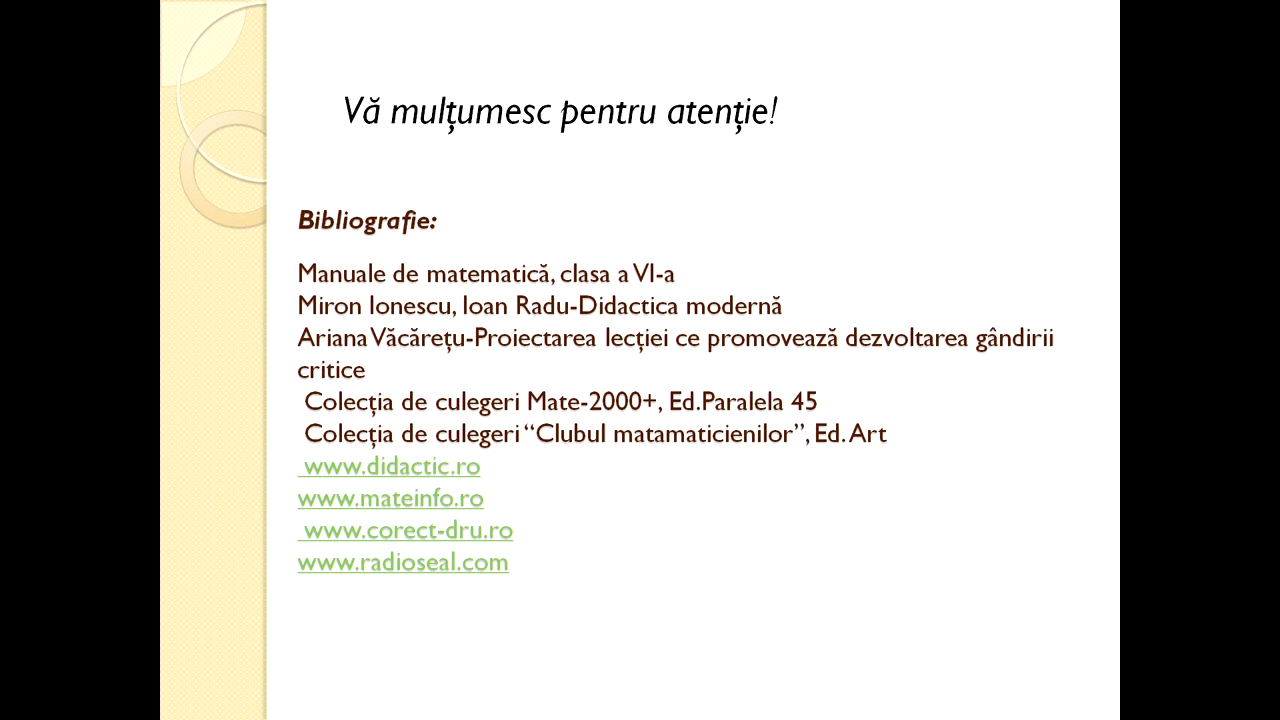 Vă mulțumesc pentru atenție!
Bibliografie:
Manuale de matematică, clasa a VI-a
Miron Ionescu, Ioan Radu-Didactica modernă
Ariana Văcărețu-Proiectarea lecției ce promovează dezvoltarea gândirii
critice
Colecția de culegeri Mate-2000+, Ed.Paralela 45
Colecția de culegeri “Clubul matamaticienilor”, Ed. Art
www.didactic.ro
www.mateinfo.ro
www.corect-dru.ro
www.radioseal.com